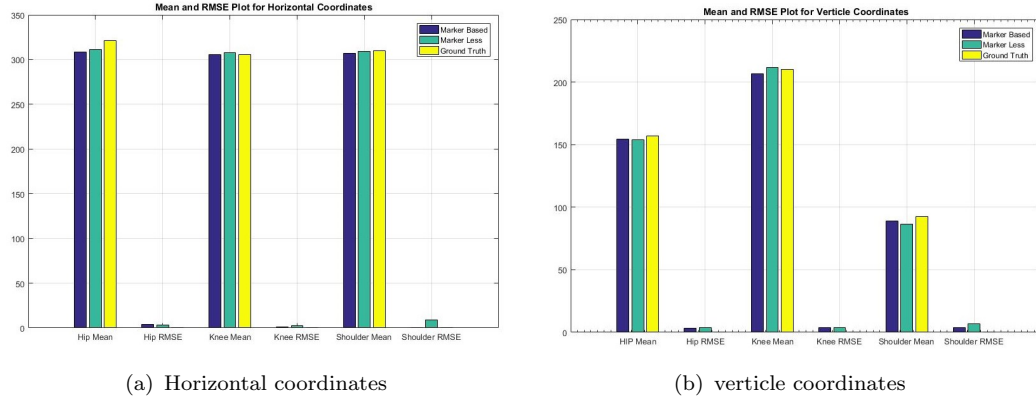 Mean and RMSE Plot for Horizontal Coordinates
350
300
250
200
150
100
50
0
Hip Mean
Hip RMSE
Knee Mean
Knee RMSE
Shoulder Mean
Shoulder RMSE
Marker Based
Marker Less
Ground Truth
(a) Horizontal coordinates
Mean and RMSE Plot for Verticle Coordinates
250
200
150
100
50
0
HIP Mean
Hip RMSE
Knee Mean
Knee RMSE
Shoulder Mean
Shoulder RMSE
Marker Based
Marker Less
Ground Truth
(b) verticle coordinates